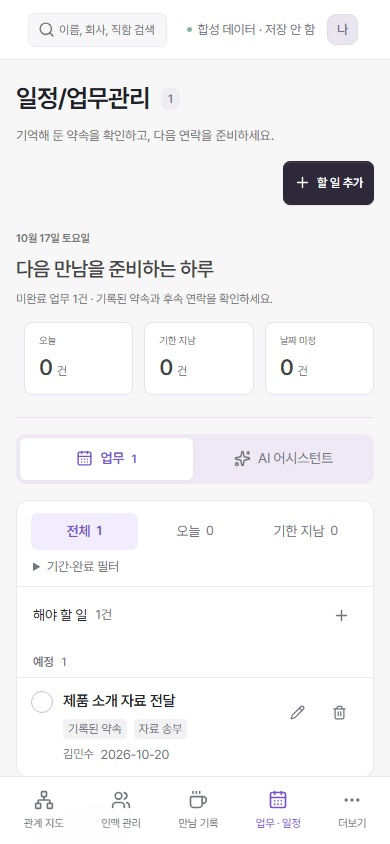 이름, 회사, 직함 검색
합성 데이터 · 저장 안 함
나
일정/업무관리 1
기억해 둔 약속을 확인하고, 다음 연락을 준비하세요.
할 일 추가
10월 17일 토요일
다음 만남을 준비하는 하루
미완료 업무 1건 · 기록된 약속과 후속 연락을 확인하세요.
오늘 기한 지남 날짜 미정
0 건 0 건 0 건
업무 1 AI 어시스턴트
전체 1 오늘 0 기한 지남 0
기간·완료 필터
해야 할 일 1건
예정 1
제품 소개 자료 전달
기록된 약속 자료 송부
김민수 2026-10-20
관계 지도 인맥 관리 만남 기록 업무 · 일정 더보기